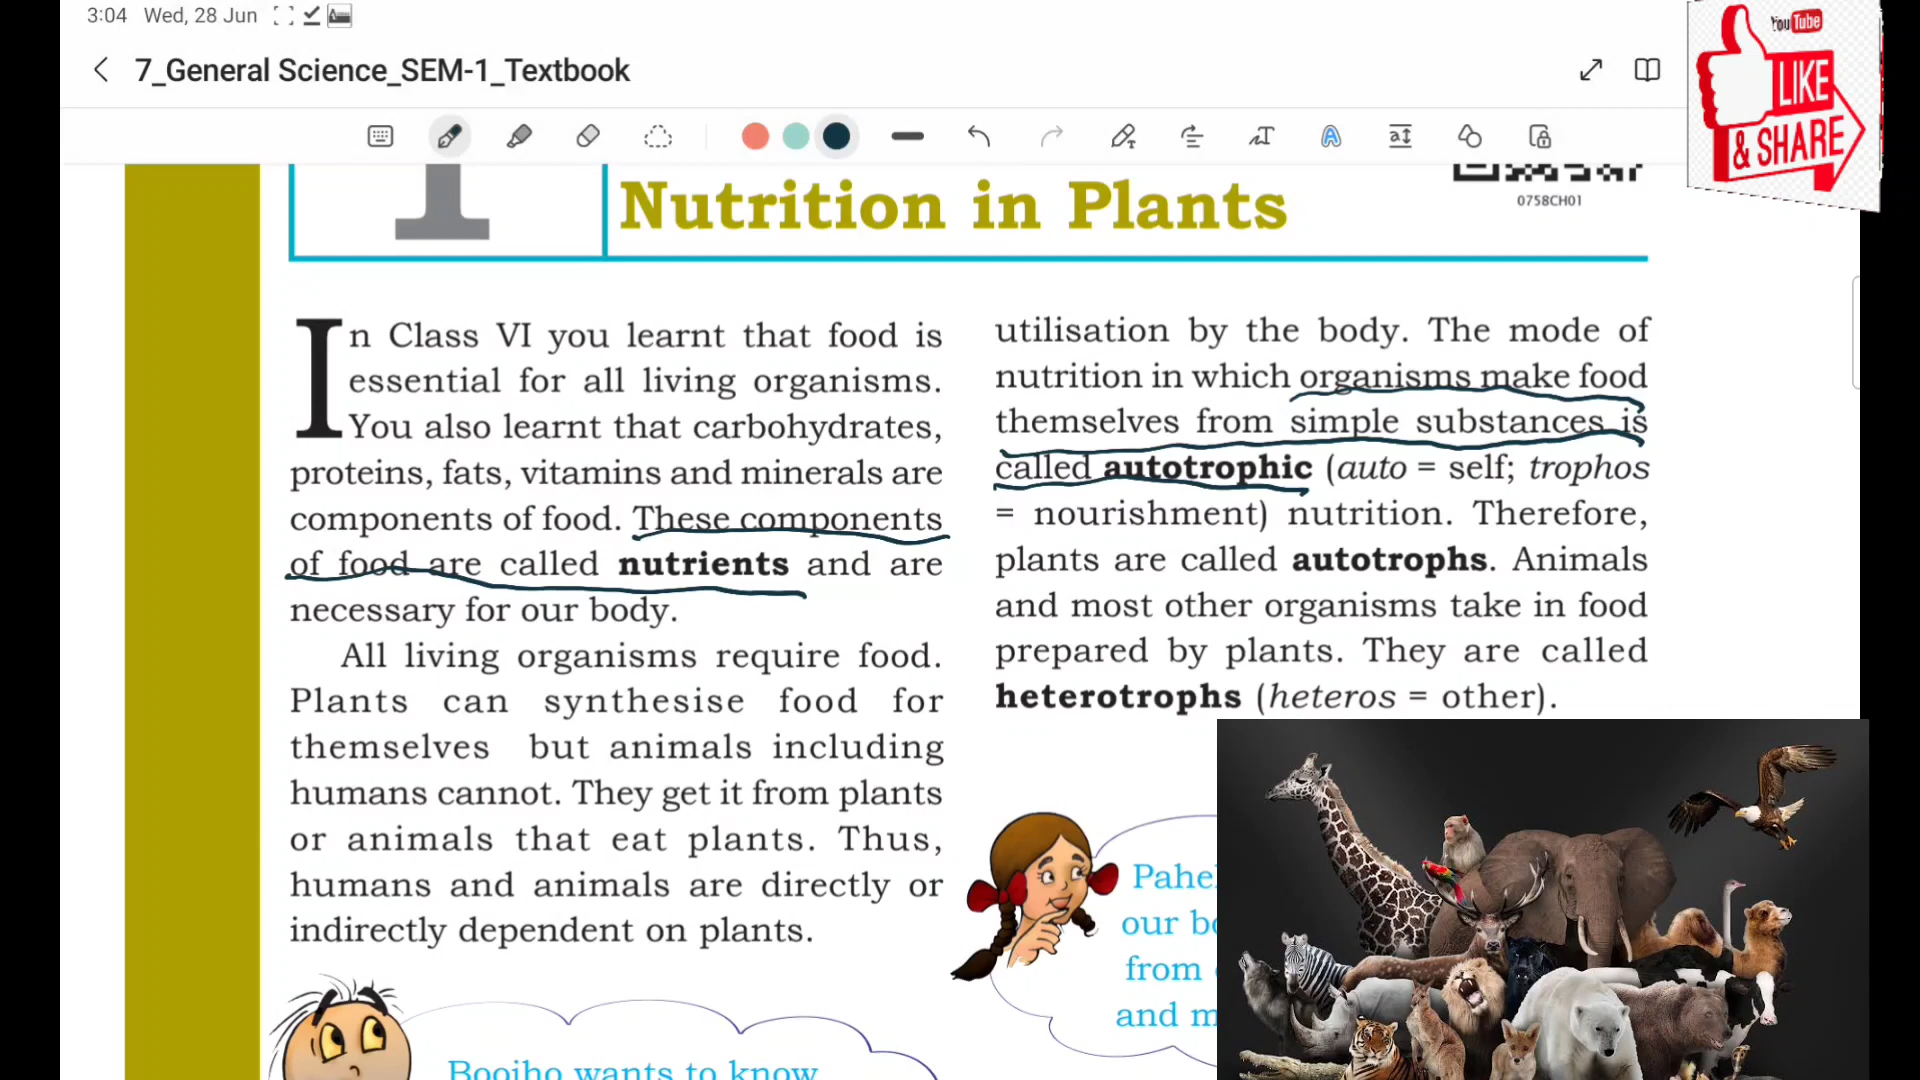 3:04 Wed, 28 Jun
7_General Science_SEM-1_Textbook
YouTube
LIKE
& SHARE
Nutrition in Plants
0758CH01
In Class VI you learnt that food is
essential for all living organisms.
You also learnt that carbohydrates,
proteins, fats, vitamins and minerals are
components of food. These components
of food are called nutrients and are
necessary for our body.
All living organisms require food.
Plants can synthesise food for
themselves but animals including
humans cannot. They get it from plants
or animals that eat plants. Thus,
humans and animals are directly or
indirectly dependent on plants.
Boojho wants to know
utilisation by the body. The mode of
nutrition in which organisms make food
themselves from simple substances is
called autotrophic (auto = self; trophos
= nourishment) nutrition. Therefore,
plants are called autotrophs. Animals
and most other organisms take in food
prepared by plants. They are called
heterotrophs (heteros = other).
our
from
and